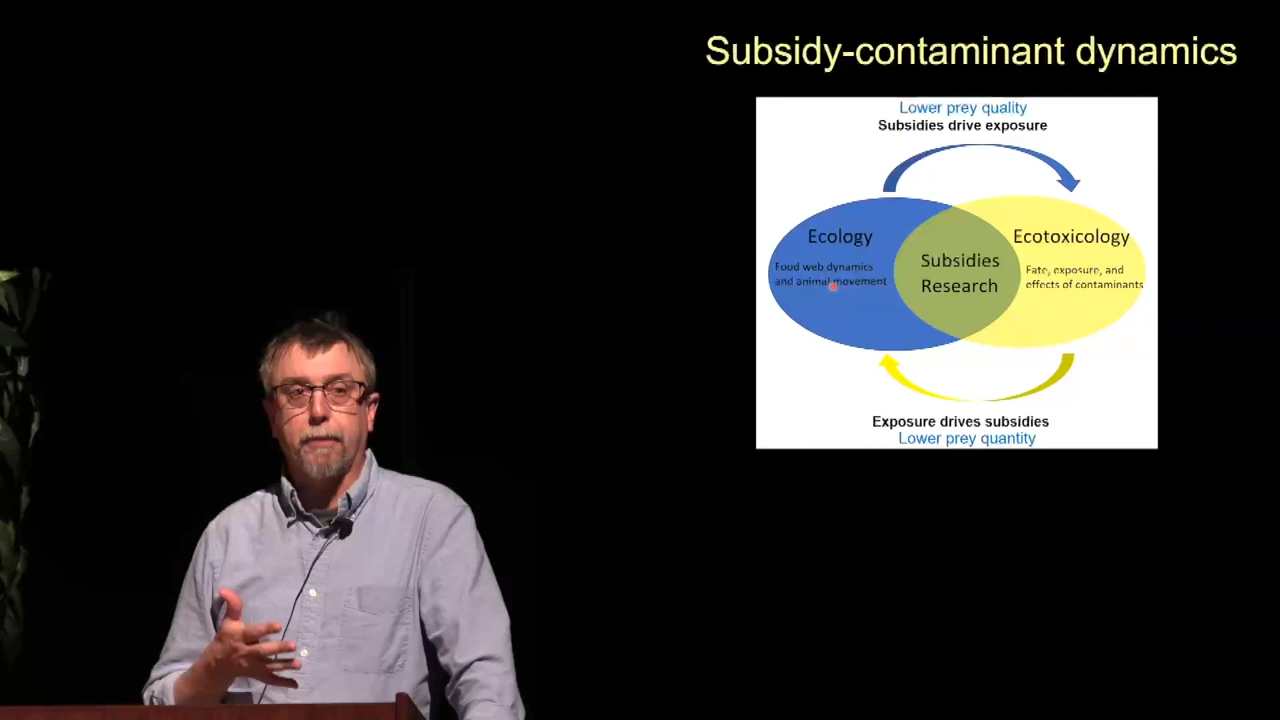 Subsidy-contaminant dynamics
Lower prey quality
Subsidies drive exposure
Ecology
Food web dynamics
and animal movement
Subsidies
Research
Ecotoxicology
Fate, exposure, and
effects of contaminants
Exposure drives subsidies
Lower prey quantity